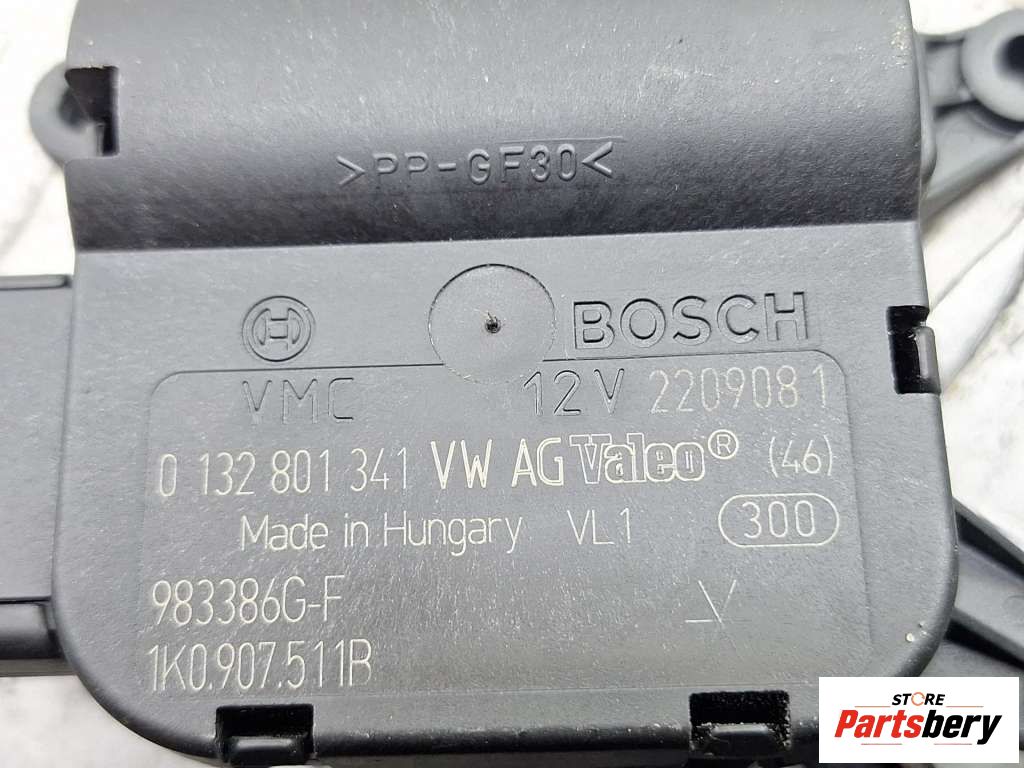 >PP-GF30<
BOSCH
VMC 12V 2209081
0 132 801 341 VW AG Valeo® (46)
Made in Hungary VL1 300
983386G-F
1K0.907.511B
STORE
Partsbery